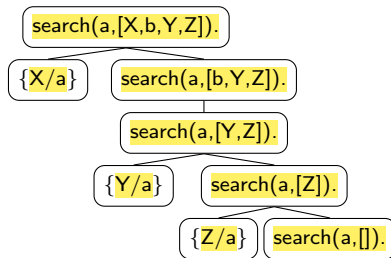 search(a,[X,b,Y,Z]).
{X/a} search(a,[b,Y,Z]).
search(a,[Y,Z]).
{Y/a} search(a,[Z]).
{Z/a} search(a,[]).